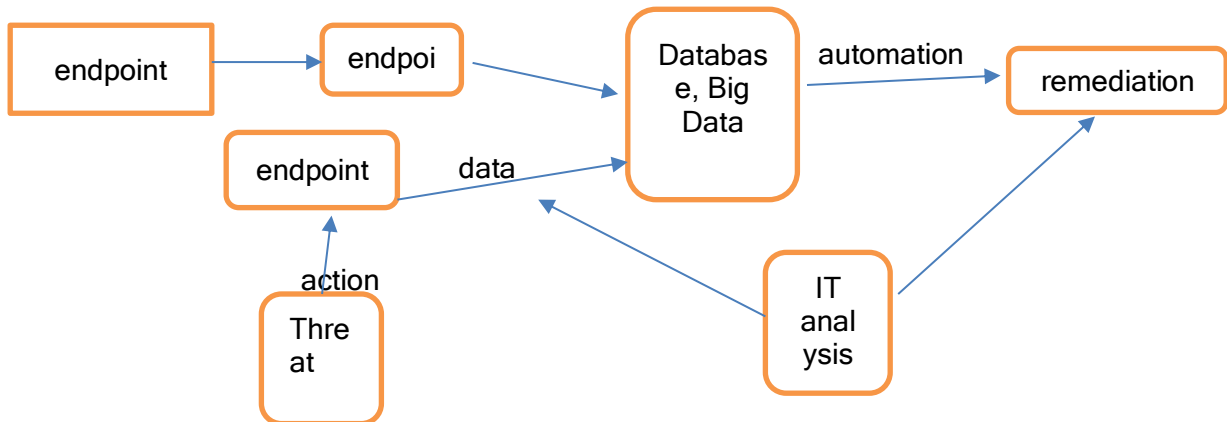 endpoint
endpoi
Databas
e, Big
Data
automation
remediation
endpoint
data
action
Thre
at
IT
anal
ysis